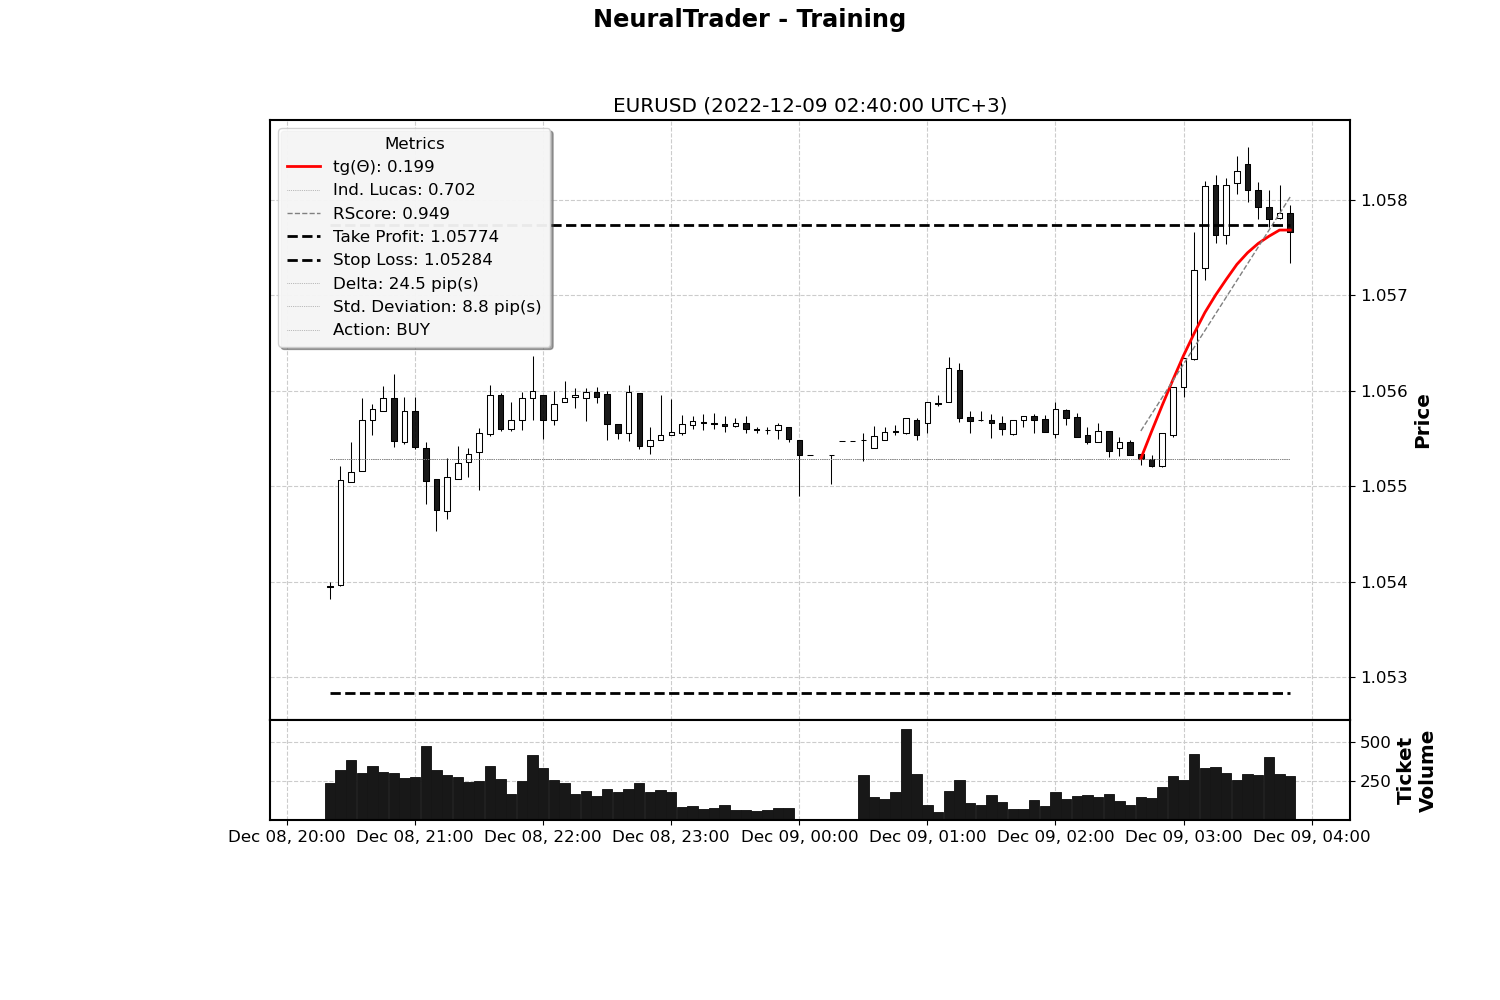 NeuralTrader - Training
EURUSD (2022-12-09 02:40:00 UTC+3)
Metrics
tg(Θ): 0.199
Ind. Lucas: 0.702
RScore: 0.949
Take Profit: 1.05774
Stop Loss: 1.05284
Delta: 24.5 pip(s)
Std. Deviation: 8.8 pip(s)
Action: BUY
1.058
1.057
1.056
1.055
1.054
1.053
Price
500
250
Ticket
Volume
Dec 08, 20:00 Dec 08, 21:00 Dec 08, 22:00 Dec 08, 23:00 Dec 09, 00:00 Dec 09, 01:00 Dec 09, 02:00 Dec 09, 03:00 Dec 09, 04:00